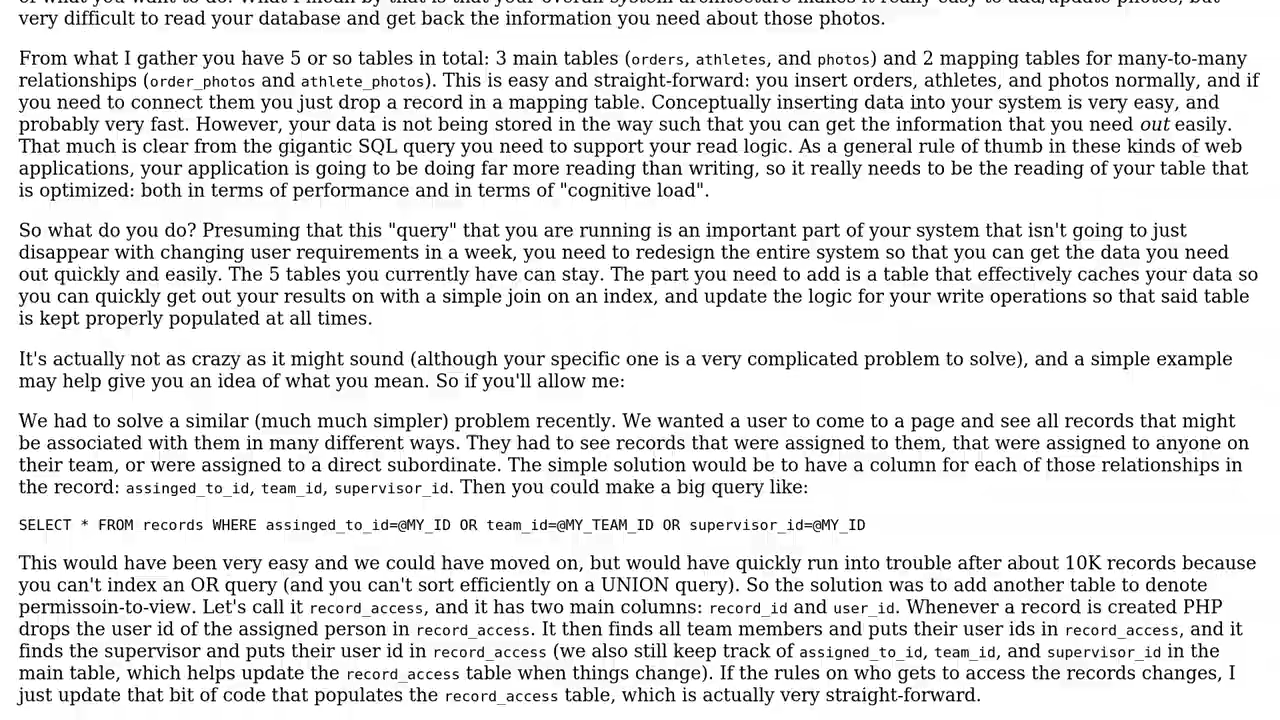 very difficult to read your database and get back the information you need about those photos.
From what I gather you have 5 or so tables in total: 3 main tables (orders, athletes, and photos) and 2 mapping tables for many-to-many
relationships (order_photos and athlete_photos). This is easy and straight-forward: you insert orders, athletes, and photos normally, and if
you need to connect them you just drop a record in a mapping table. Conceptually inserting data into your system is very easy, and
probably very fast. However, your data is not being stored in the way such that you can get the information that you need out easily.
That much is clear from the gigantic SQL query you need to support your read logic. As a general rule of thumb in these kinds of web
applications, your application is going to be doing far more reading than writing, so it really needs to be the reading of your table that
is optimized: both in terms of performance and in terms of "cognitive load".
So what do you do? Presuming that this "query" that you are running is an important part of your system that isn't going to just
disappear with changing user requirements in a week, you need to redesign the entire system so that you can get the data you need
out quickly and easily. The 5 tables you currently have can stay. The part you need to add is a table that effectively caches your data so
you can quickly get out your results on with a simple join on an index, and update the logic for your write operations so that said table
is kept properly populated at all times.
It's actually not as crazy as it might sound (although your specific one is a very complicated problem to solve), and a simple example
may help give you an idea of what you mean. So if you'll allow me:
We had to solve a similar (much much simpler) problem recently. We wanted a user to come to a page and see all records that might
be associated with them in many different ways. They had to see records that were assigned to them, that were assigned to anyone on
their team, or were assigned to a direct subordinate. The simple solution would be to have a column for each of those relationships in
the record: assinged_to_id, team_id, supervisor_id. Then you could make a big query like:
SELECT * FROM records WHERE assinged_to_id=@MY_ID OR team_id=@MY_TEAM_ID OR supervisor_id=@MY_ID
This would have been very easy and we could have moved on, but would have quickly run into trouble after about 10K records because
you can't index an OR query (and you can't sort efficiently on a UNION query). So the solution was to add another table to denote
permissoin-to-view. Let's call it record_access, and it has two main columns: record_id and user_id. Whenever a record is created PHP
drops the user id of the assigned person in record_access. It then finds all team members and puts their user ids in record_access, and it
finds the supervisor and puts their user id in record_access (we also still keep track of assigned_to_id, team_id, and supervisor_id in the
main table, which helps update the record_access table when things change). If the rules on who gets to access the records changes, I
just update that bit of code that populates the record_access table, which is actually very straight-forward.